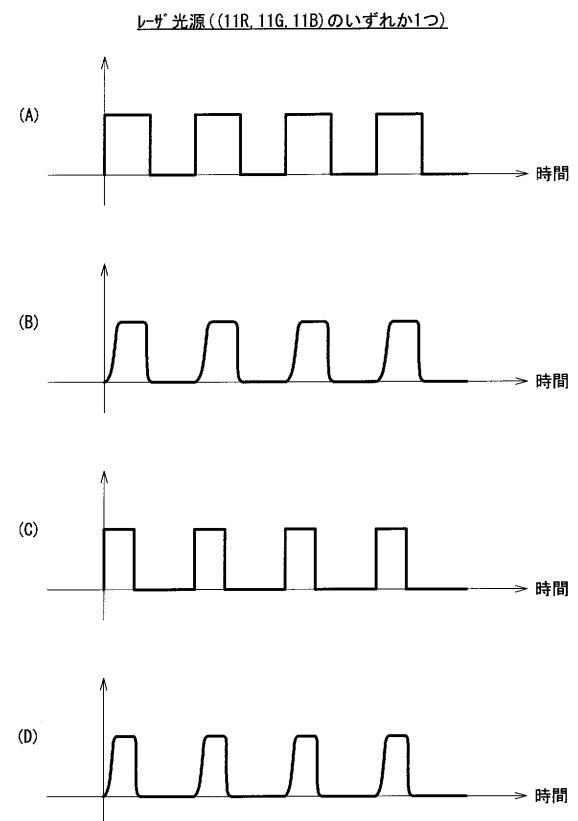 レーザ光源((11R, 11G, 11B)のいずれか1つ)
(A)
時間
(B)
時間
(C)
時間
(D)
時間